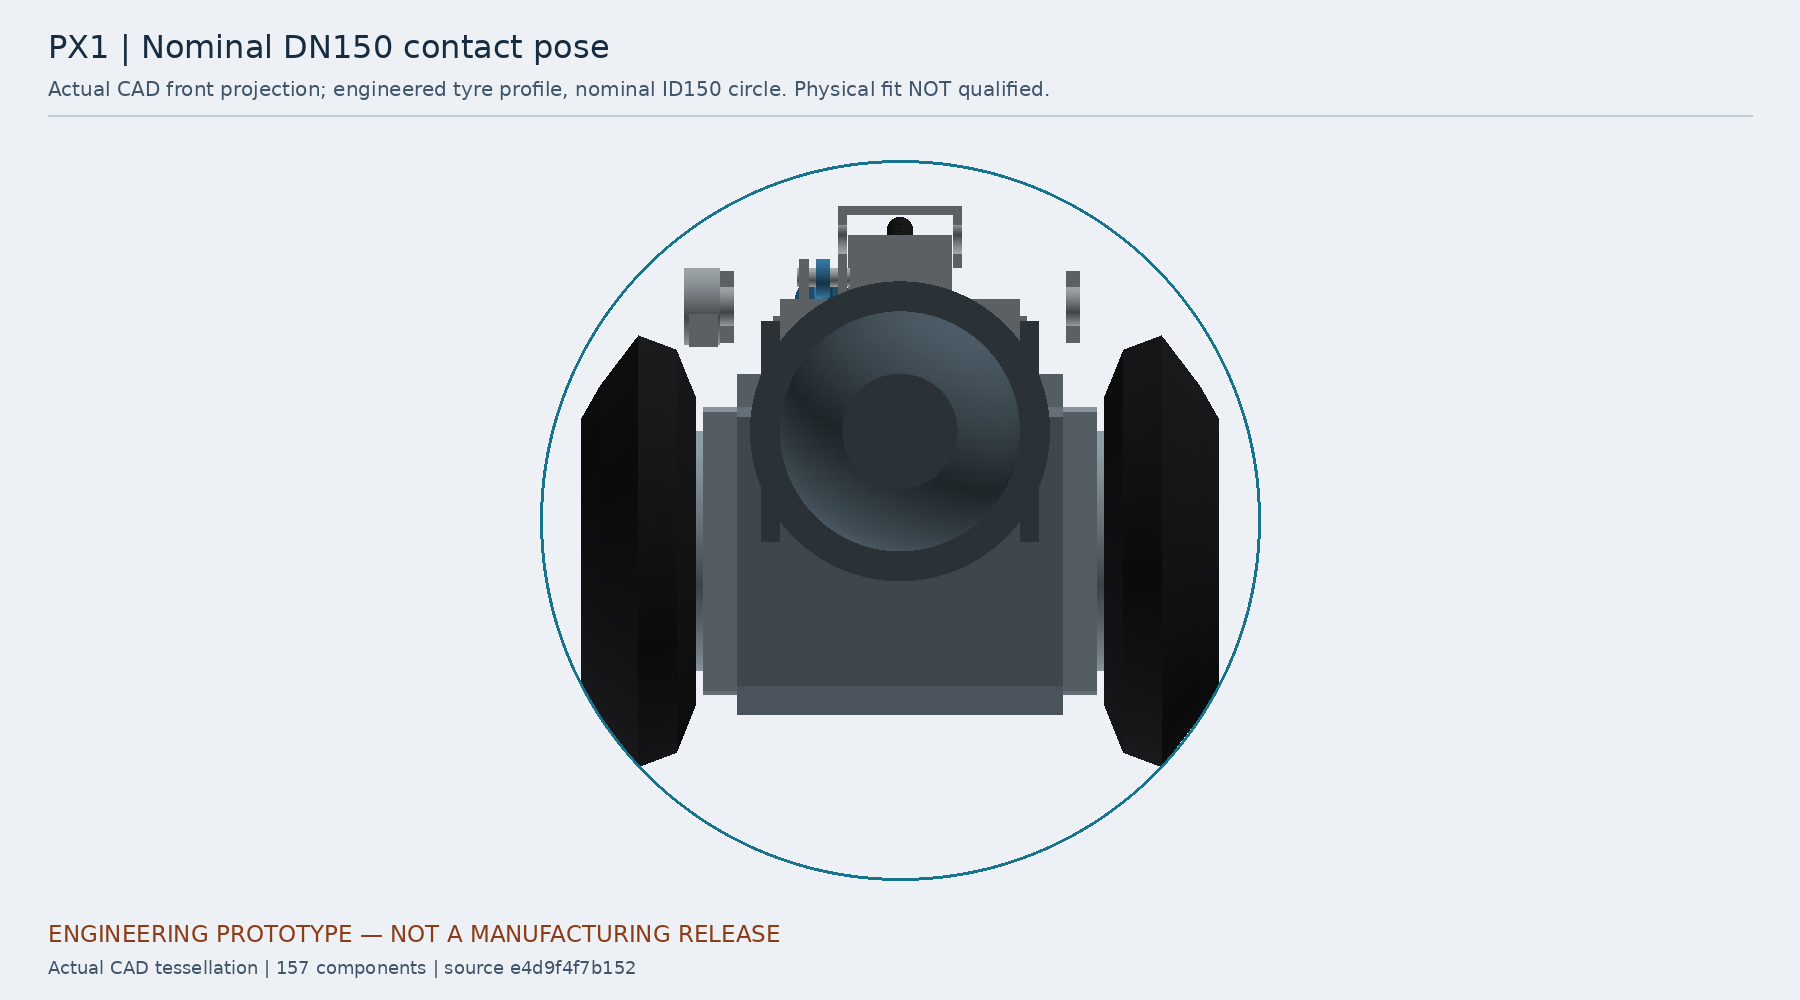 PX1 | Nominal DN150 contact pose
Actual CAD front projection; engineered tyre profile, nominal ID150 circle. Physical fit NOT qualified.
ENGINEERING PROTOTYPE — NOT A MANUFACTURING RELEASE
Actual CAD tessellation | 157 components | source e4d9f4f7b152